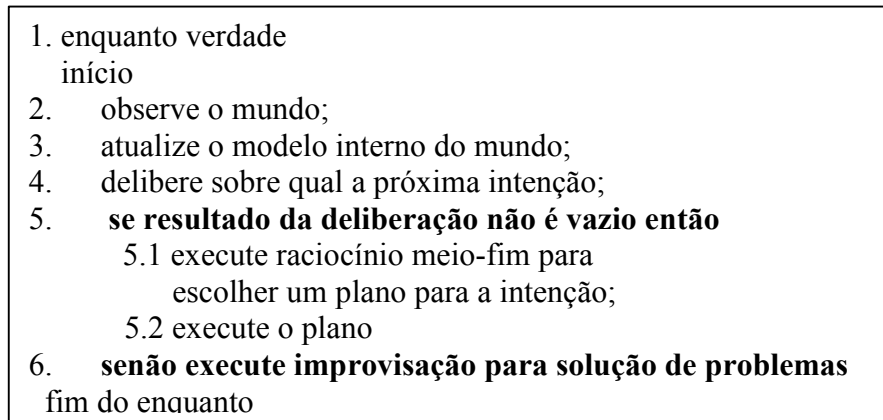 1. enquanto verdade
início
2. observe o mundo;
3. atualize o modelo interno do mundo;
4. delibere sobre qual a próxima intenção;
5. se resultado da deliberação não é vazio então
5.1 execute raciocínio meio-fim para
escolher um plano para a intenção;
5.2 execute o plano
6. senão execute improvisação para solução de problemas
fim do enquanto